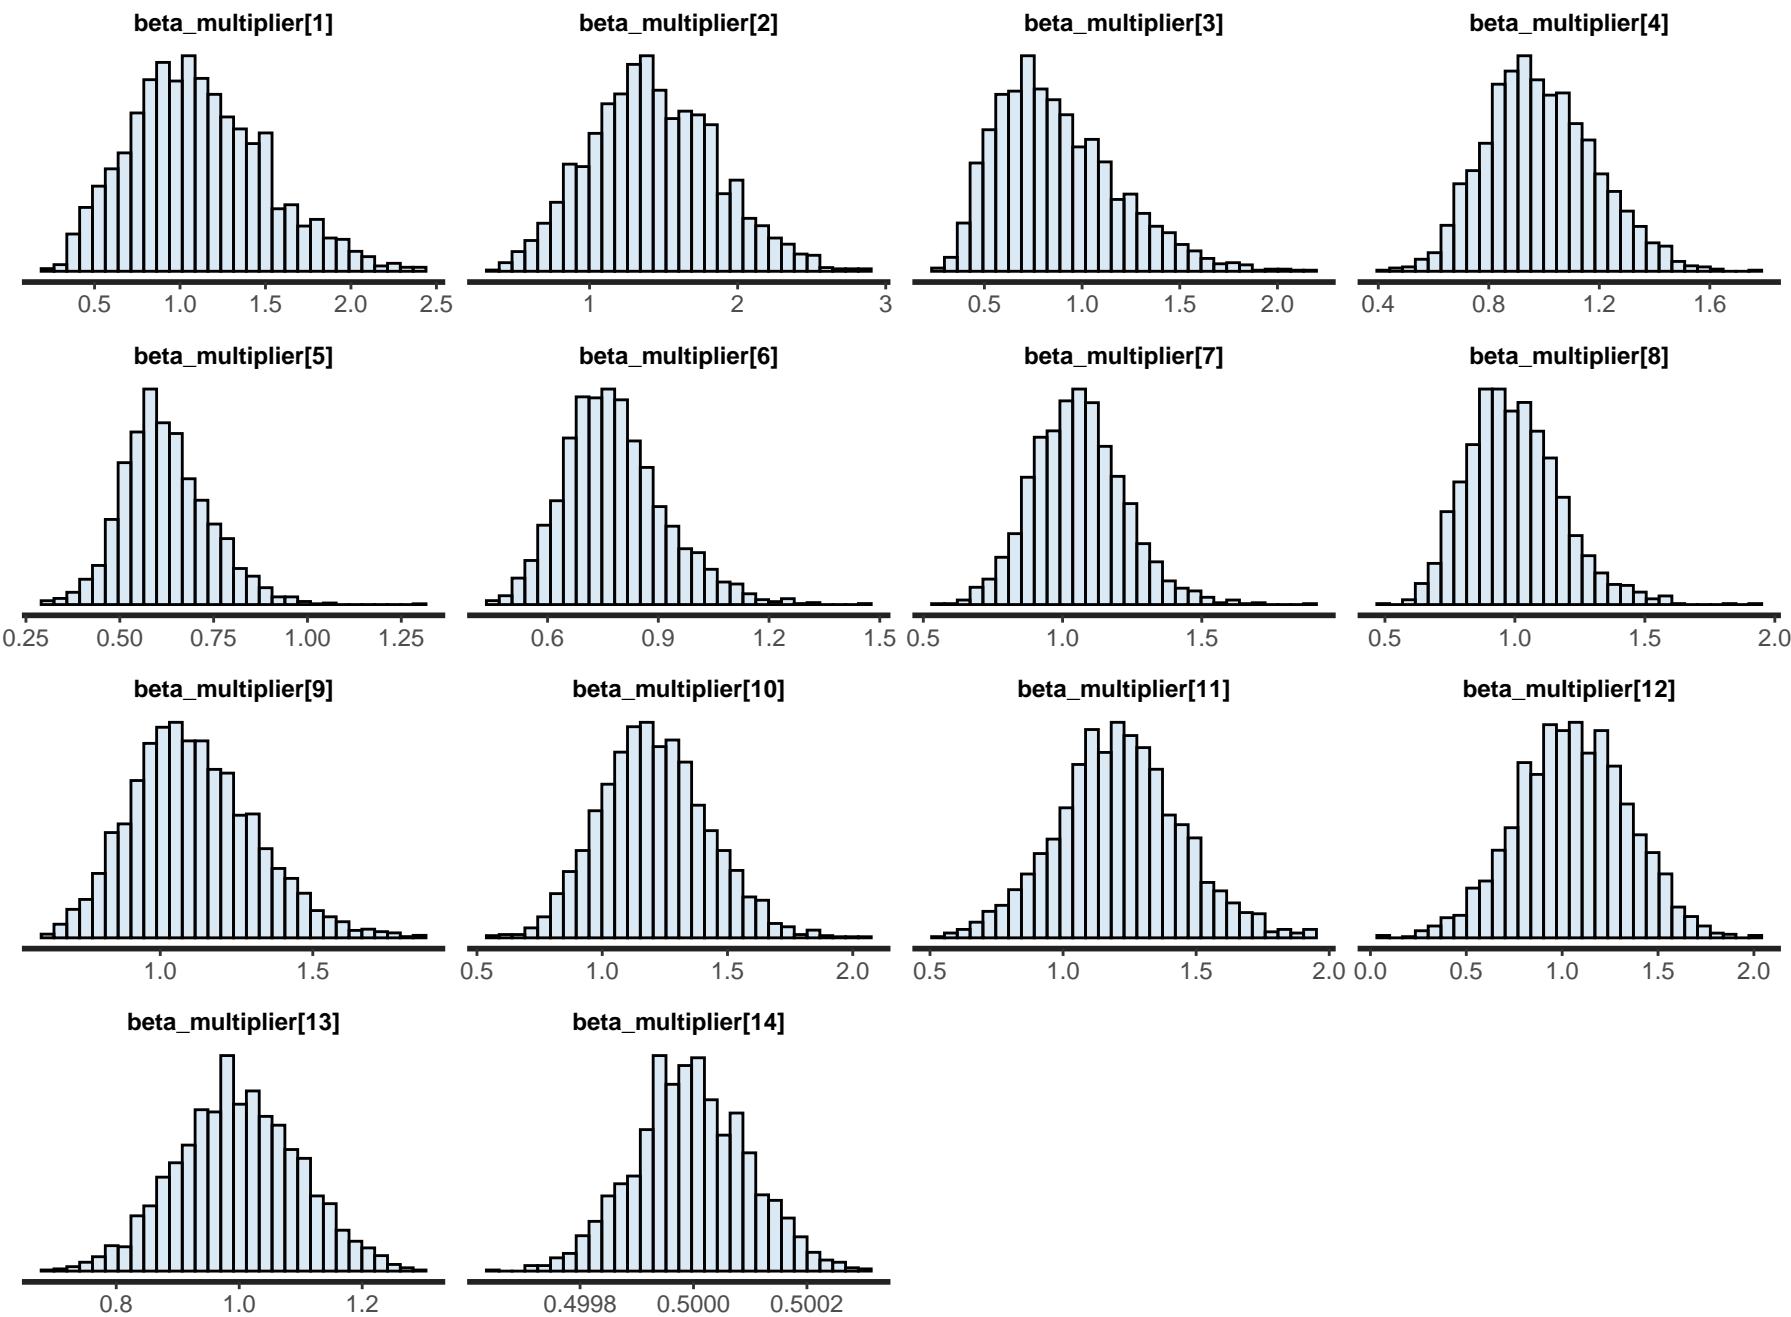 beta_multiplier[1] beta_multiplier[2] beta_multiplier[3] beta_multiplier[4]
0.5 1.0 1.5 2.0 2.5 1 2 3 0.5 1.0 1.5 2.0 0.4 0.8 1.2 1.6
beta_multiplier[5] beta_multiplier[6] beta_multiplier[7] beta_multiplier[8]
0.25 0.50 0.75 1.00 1.25 0.6 0.9 1.2 1.5 0.5 1.0 1.5 0.5 1.0 1.5 2.0
beta_multiplier[9] beta_multiplier[10] beta_multiplier[11] beta_multiplier[12]
1.0 1.5 0.5 1.0 1.5 2.0 0.5 1.0 1.5 2.0 0.0 0.5 1.0 1.5 2.0
beta_multiplier[13] beta_multiplier[14]
0.8 1.0 1.2 0.4998 0.5000 0.5002